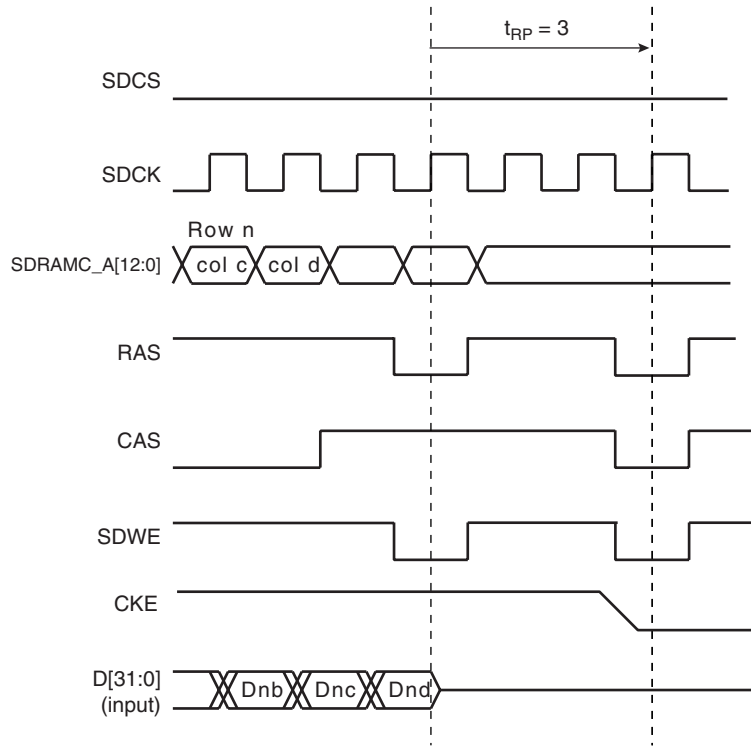 tRP = 3
SDCS
SDCK
Row n
SDRAMC_A[12:0]
col c col d
RAS
CAS
SDWE
CKE
D[31:0]
(input)
Dnb Dnc Dnd